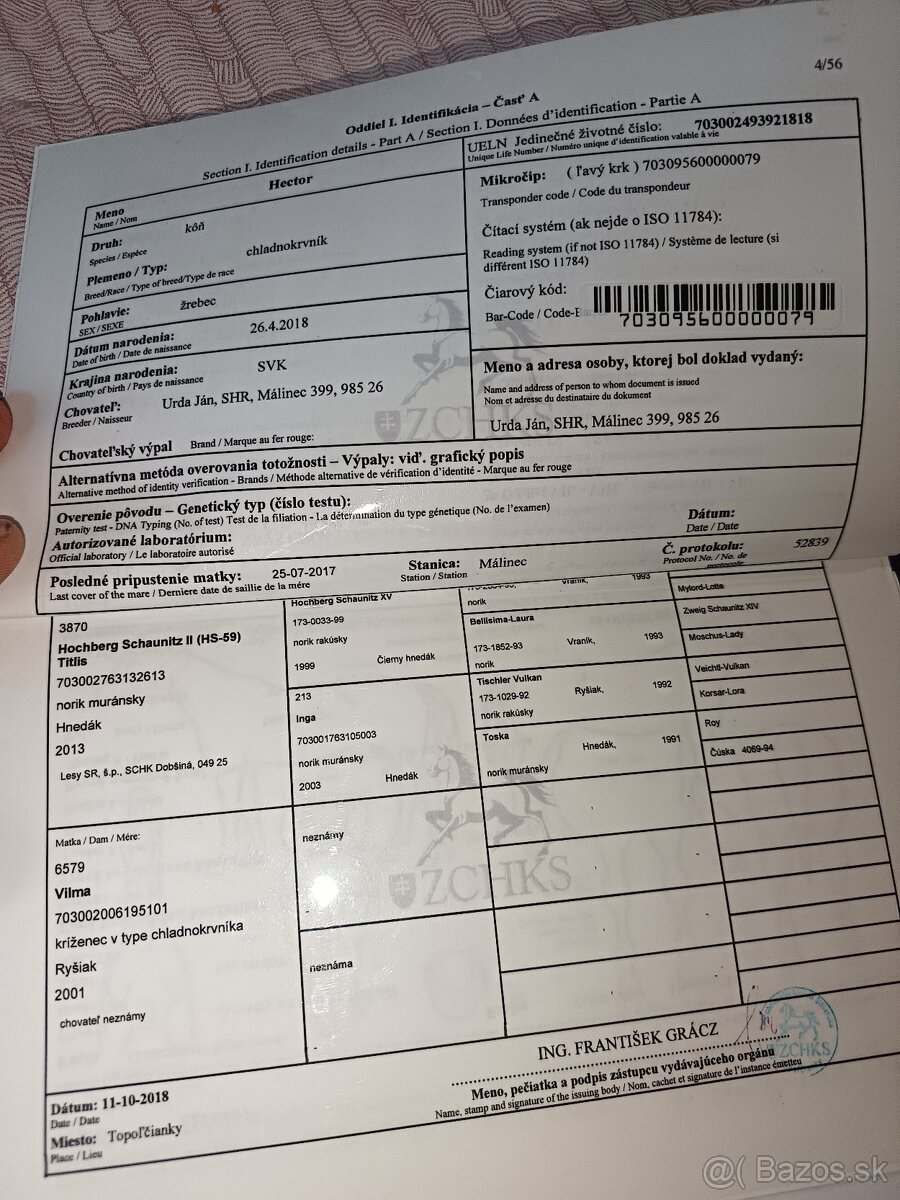 4/56
Oddiel I. Identifikácia – Časť A
Section I. Identification details - Part A / Section I. Données d'identification - Partie A
Meno
Name / Nom
Hector
Druh:
Species / Espèce
kôň
Plemeno / Typ:
Breed/Race / Type of breed/Type de race
chladnokrvník
Pohlavie:
SEX / SEXE
žrebec
Dátum narodenia:
Date of birth / Date de naissance
26.4.2018
Krajina narodenia:
Country of birth / Pays de naissance
SVK
Chovateľ:
Breeder / Naisseur
Urda Ján, SHR, Málinec 399, 985 26
Chovateľský výpal Brand / Marque au fer rouge:
UELN Jedinečné životné číslo: 703002493921818
Unique Life Number / Numéro unique d'identification valable à vie
Mikročip: ( ľavý krk ) 703095600000079
Transponder code / Code du transpondeur
Čítací systém (ak nejde o ISO 11784):
Reading system (if not ISO 11784) / Système de lecture (si
différent ISO 11784)
Čiarový kód:
Bar-Code / Code-B
703095600000079
Meno a adresa osoby, ktorej bol doklad vydaný:
Name and address of person to whom document is issued
Nom et adresse du destinataire du dokument
Urda Ján, SHR, Málinec 399, 985 26
ZCHKS
Alternatívna metóda overovania totožnosti – Výpaly: viď. grafický popis
Alternative method of identity verification - Brands / Méthode alternative de vérification d'identité - Marque au fer rouge
Overenie pôvodu – Genetický typ (číslo testu):
Paternity test - DNA Typing (No. of test) Test de la filiation - La détermination du type génétique (No. de l'examen)
Autorizované laboratórium:
Official laboratory / Le laboratoire autorisé
Dátum:
Date / Date
Posledné pripustenie matky: 25-07-2017
Last cover of the mare / Derniere date de saillie de la mére
Stanica: Málinec
Station / Station
Č. protokolu: 52839
Protocol No. / No. de
protocole
3870
Hochberg Schaunitz II (HS-59)
Titlis
703002763132613
norik muránsky
Hnedák
2013
Lesy SR, š.p., SCHK Dobšiná, 049 25
Hochberg Schaunitz XV
173-0033-99
norik rakúsky
1999 Čierny hnedák
213
Inga
703001763105003
norik muránsky
2003 Hnedák
Vraník, 1993
norik
Bellisima-Laura
173-1852-93 Vraník, 1993
norik
Tischler Vulkan
173-1029-92 Ryšiak, 1992
norik rakúsky
Toska
Hnedák, 1991
norik muránsky
Mylord-Lotte
Zweig Schaunitz XIV
Moschus-Lady
Veichtl-Vulkan
Korsar-Lora
Roy
Čúska 4069-94
Matka / Dam / Mére:
6579
Vilma
703002006195101
kríženec v type chladnokrvníka
Ryšiak
2001
chovateľ neznámy
neznámy
neznáma
ZCHKS
ING. FRANTIŠEK GRÁCZ
ZCHKS
Meno, pečiatka a podpis zástupcu vydávajúceho orgánu
Name, stamp and signature of the issuing body / Nom, cachet et signature de l'instance émetteu
Dátum: 11-10-2018
Date / Date
Miesto: Topoľčianky
Place / Lieu
@( Bazos.sk